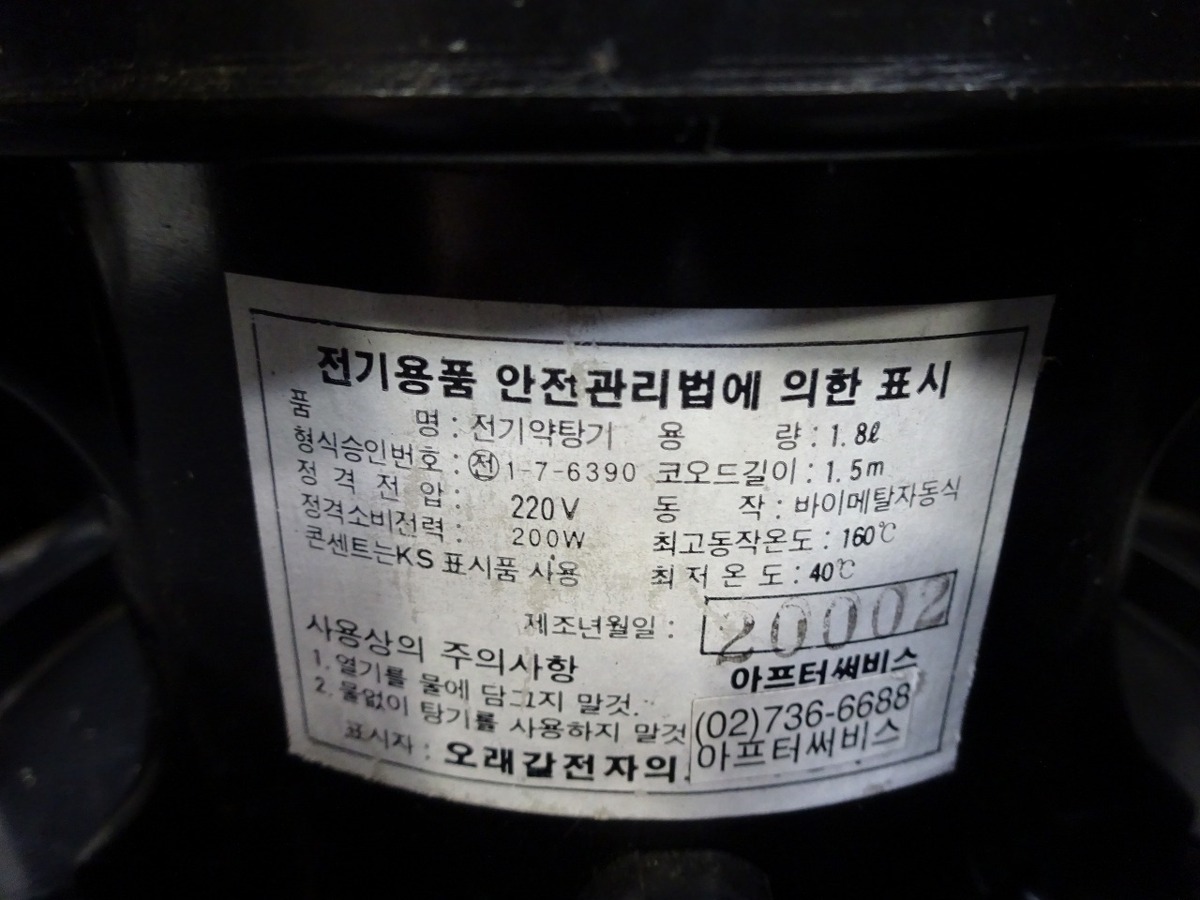 전기용품 안전관리법에 의한 표시
품 명 : 전기약탕기 용 량 : 1.8ℓ
형식승인번호 : ㉠ 1-7-6390 코오드길이 : 1.5m
정 격 전 압 : 220V 동 작 : 바이메탈자동식
정격소비전력 : 200W 최고동작온도 : 160℃
콘센트는KS 표시품 사용 최 저 온 도 : 40℃
제조년월일 : 20002
사용상의 주의사항
아프터써비스
1. 열기를 물에 담그지 말것.
2. 물없이 탕기를 사용하지 말것
(02)736-6688
아프터써비스
표시자 : 오래갈전자의